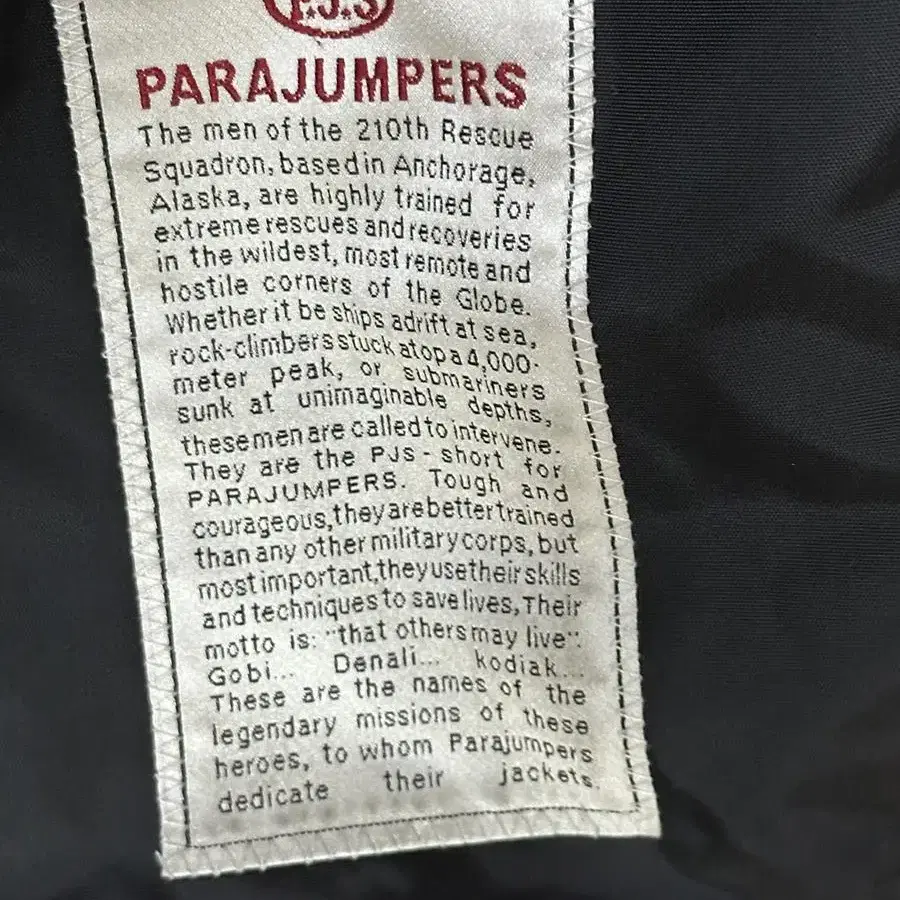 P.J.S
PARAJUMPERS
The men of the 210th Rescue
Squadron, based in Anchorage,
Alaska, are highly trained for
extreme rescues and recoveries
in the wildest, most remote and
hostile corners of the Globe.
Whether it be ships adrift at sea,
rock-climbers stuck atop a 4,000-
meter peak, or submariners
sunk at unimaginable depths,
these men are called to intervene.
They are the PJs - short for
PARAJUMPERS. Tough and
courageous, they are better trained
than any other military corps, but
most important, they use their skills
and techniques to save lives, Their
motto is: "that others may live".
Gobi... Denali... kodiak...
These are the names of the
legendary missions of these
heroes, to whom Parajumpers
dedicate their jackets.